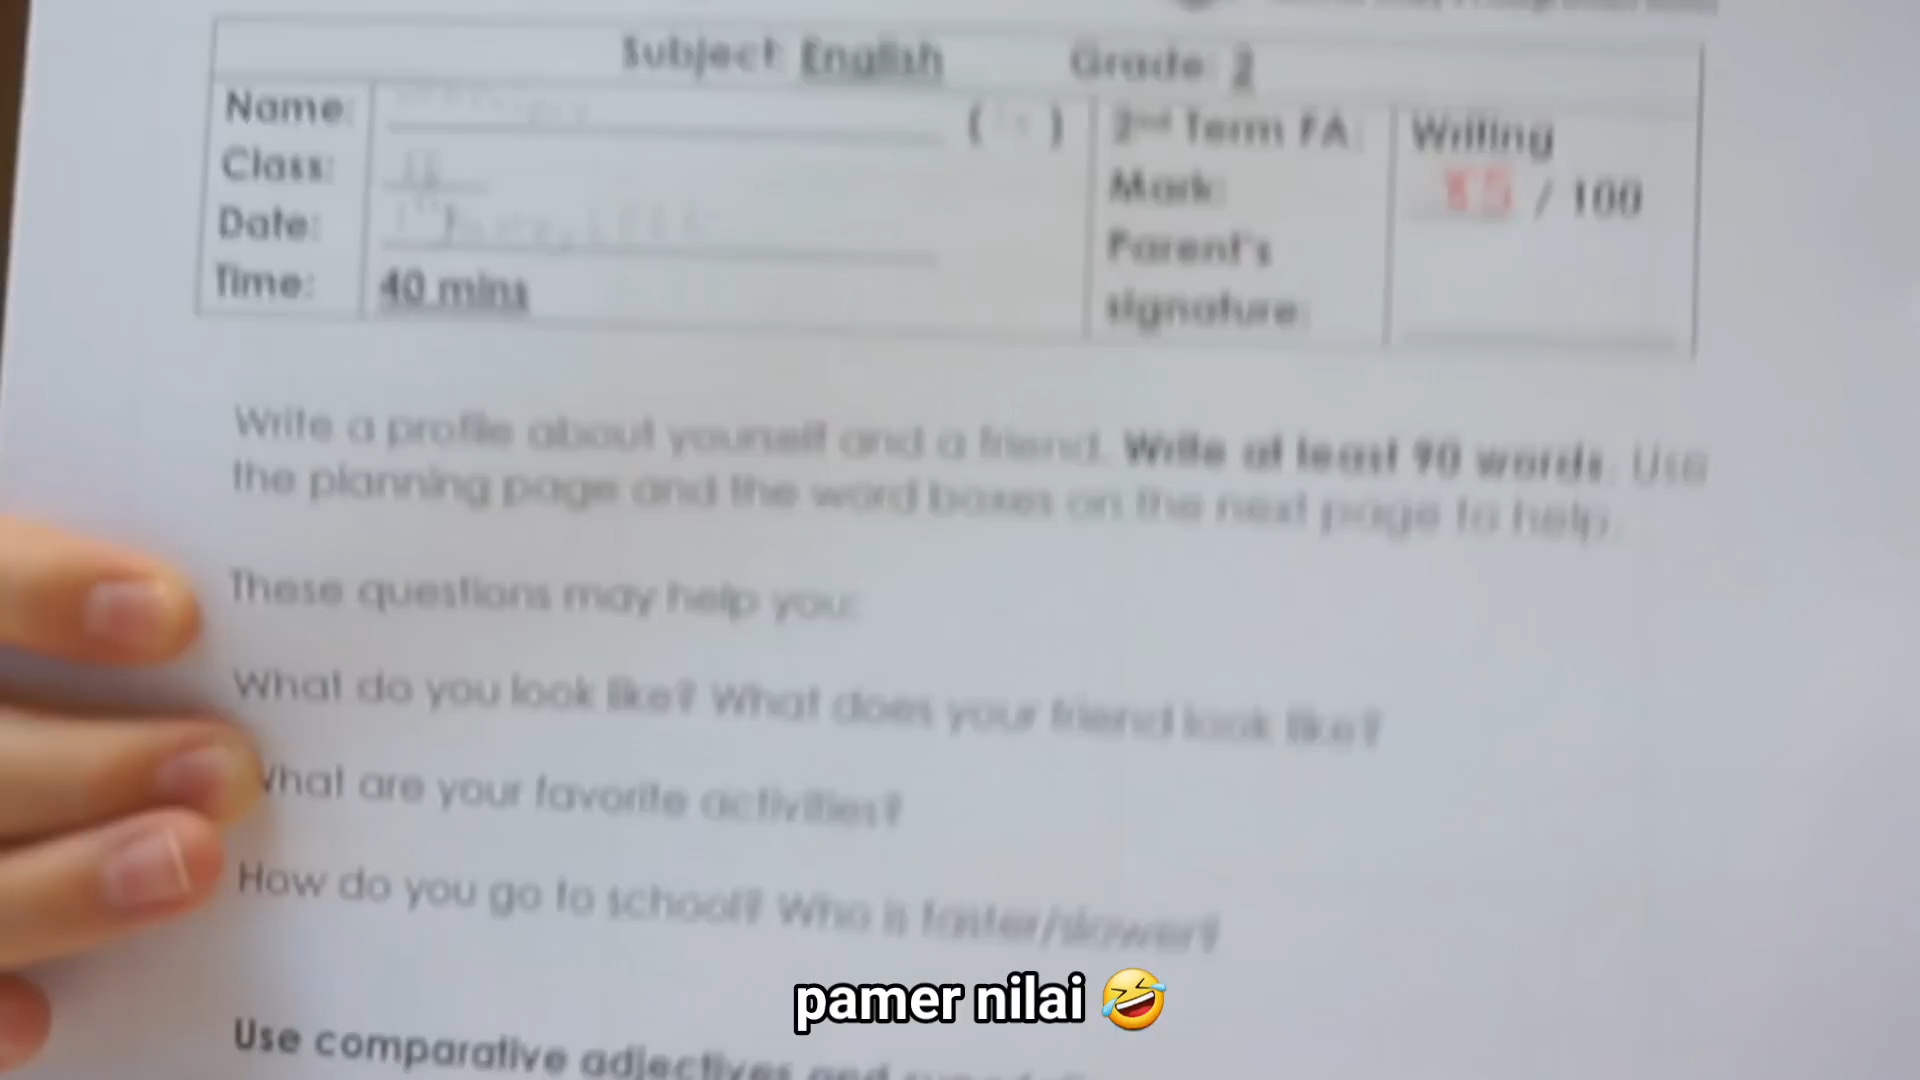 Subject: English Grade: 2
Name: ( )
Class:
Date:
Time: 40 mins
2nd Term FA: Writing
Mark: 85 / 100
Parent's
signature:
Write a profile about yourself and a friend. Write at least 90 words. Use
the planning page and the word boxes on the next page to help.
These questions may help you:
What do you look like? What does your friend look like?
What are your favorite activities?
How do you go to school? Who is faster/slower?
Use comparative adjectives and
pamer nilai 🤣